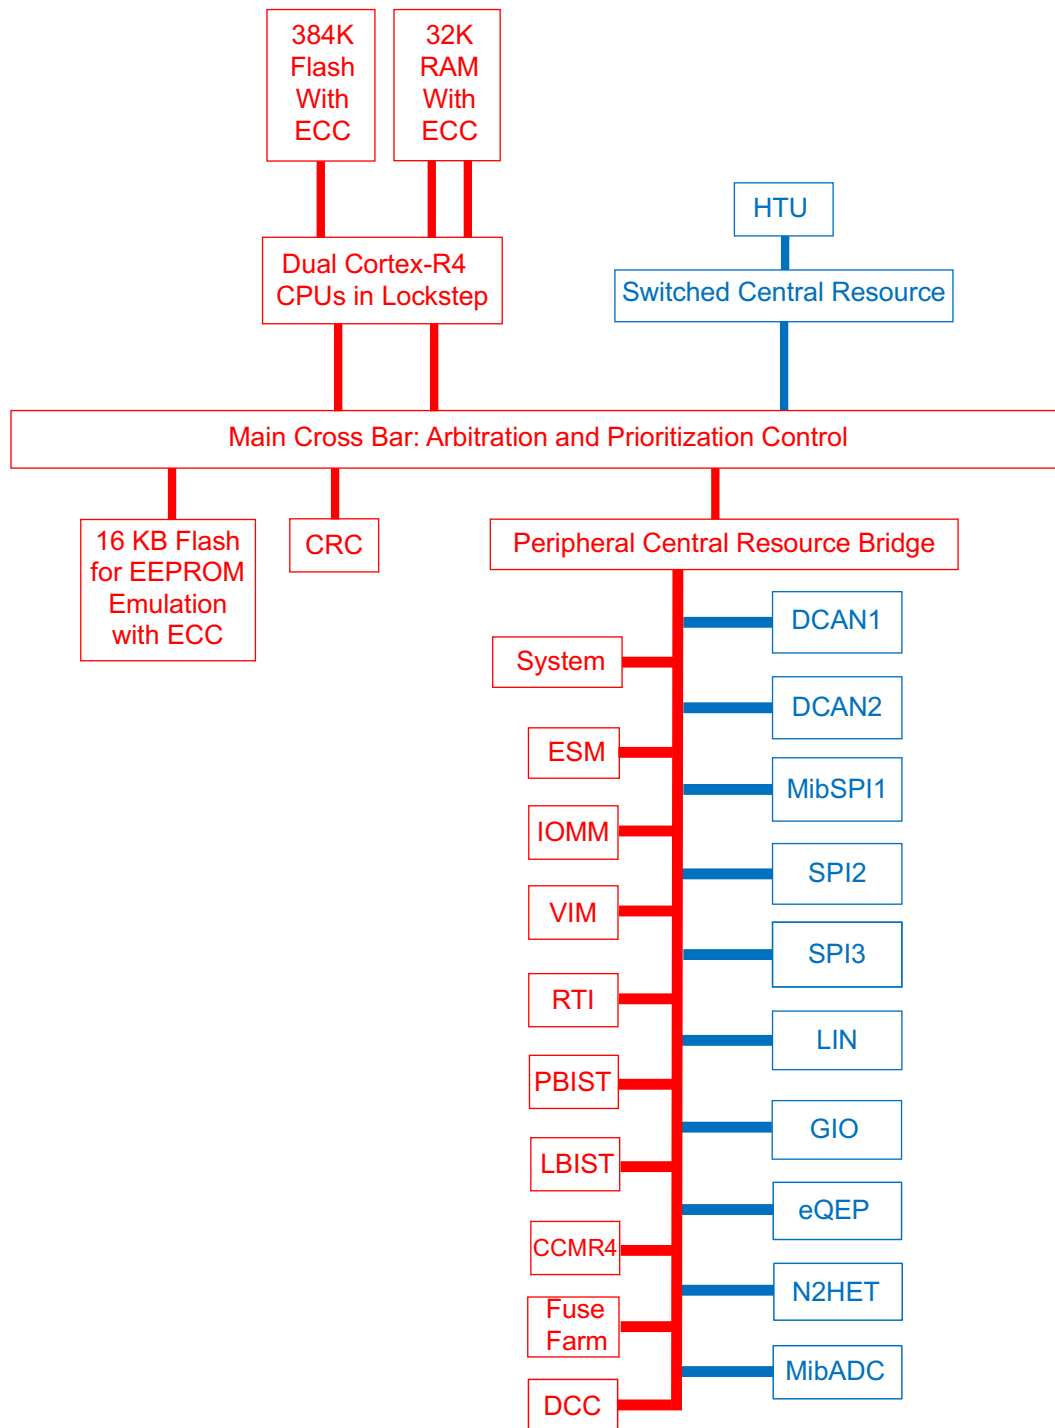 384K
Flash
With
ECC
32K
RAM
With
ECC
HTU
Dual Cortex-R4
CPUs in Lockstep
Switched Central Resource
Main Cross Bar: Arbitration and Prioritization Control
16 KB Flash
for EEPROM
Emulation
with ECC
CRC
Peripheral Central Resource Bridge
DCAN1
System
DCAN2
ESM
MibSPI1
IOMM
SPI2
VIM
SPI3
RTI
LIN
PBIST
GIO
LBIST
eQEP
CCMR4
N2HET
Fuse
Farm
MibADC
DCC